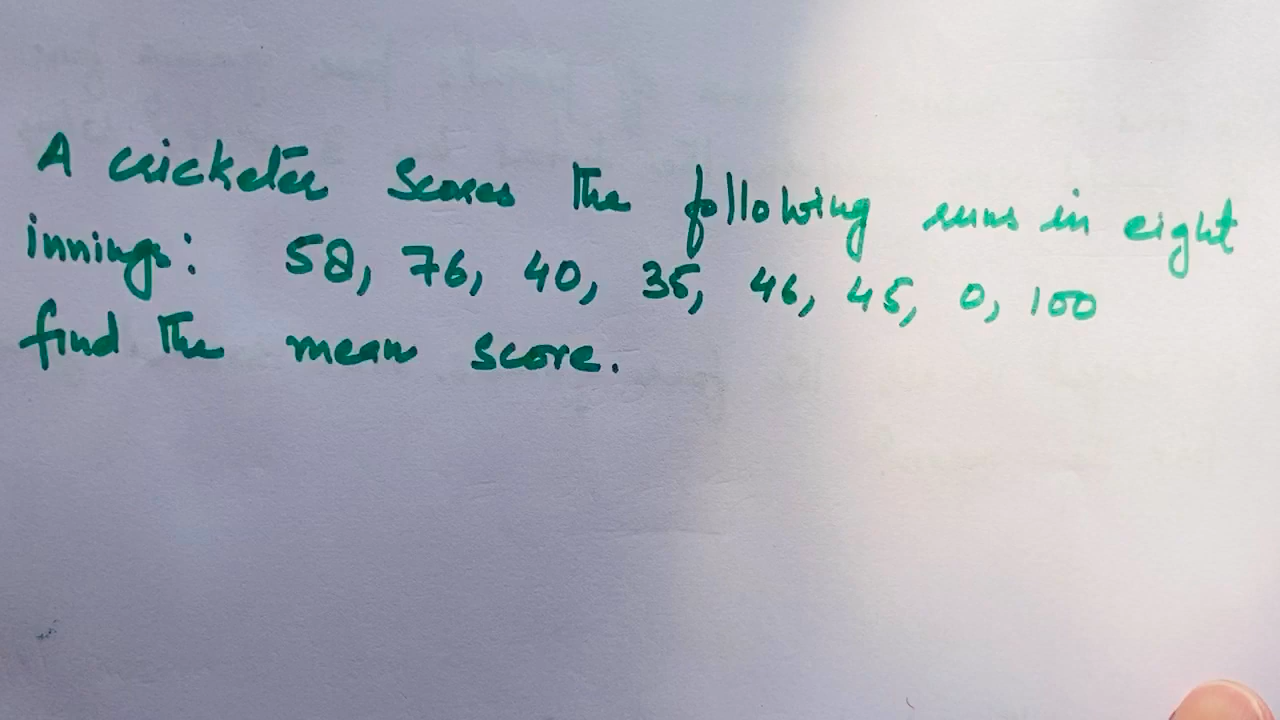 A cricketer scores the following runs in eight
innings: 58, 76, 40, 35, 46, 45, 0, 100
find the mean score.